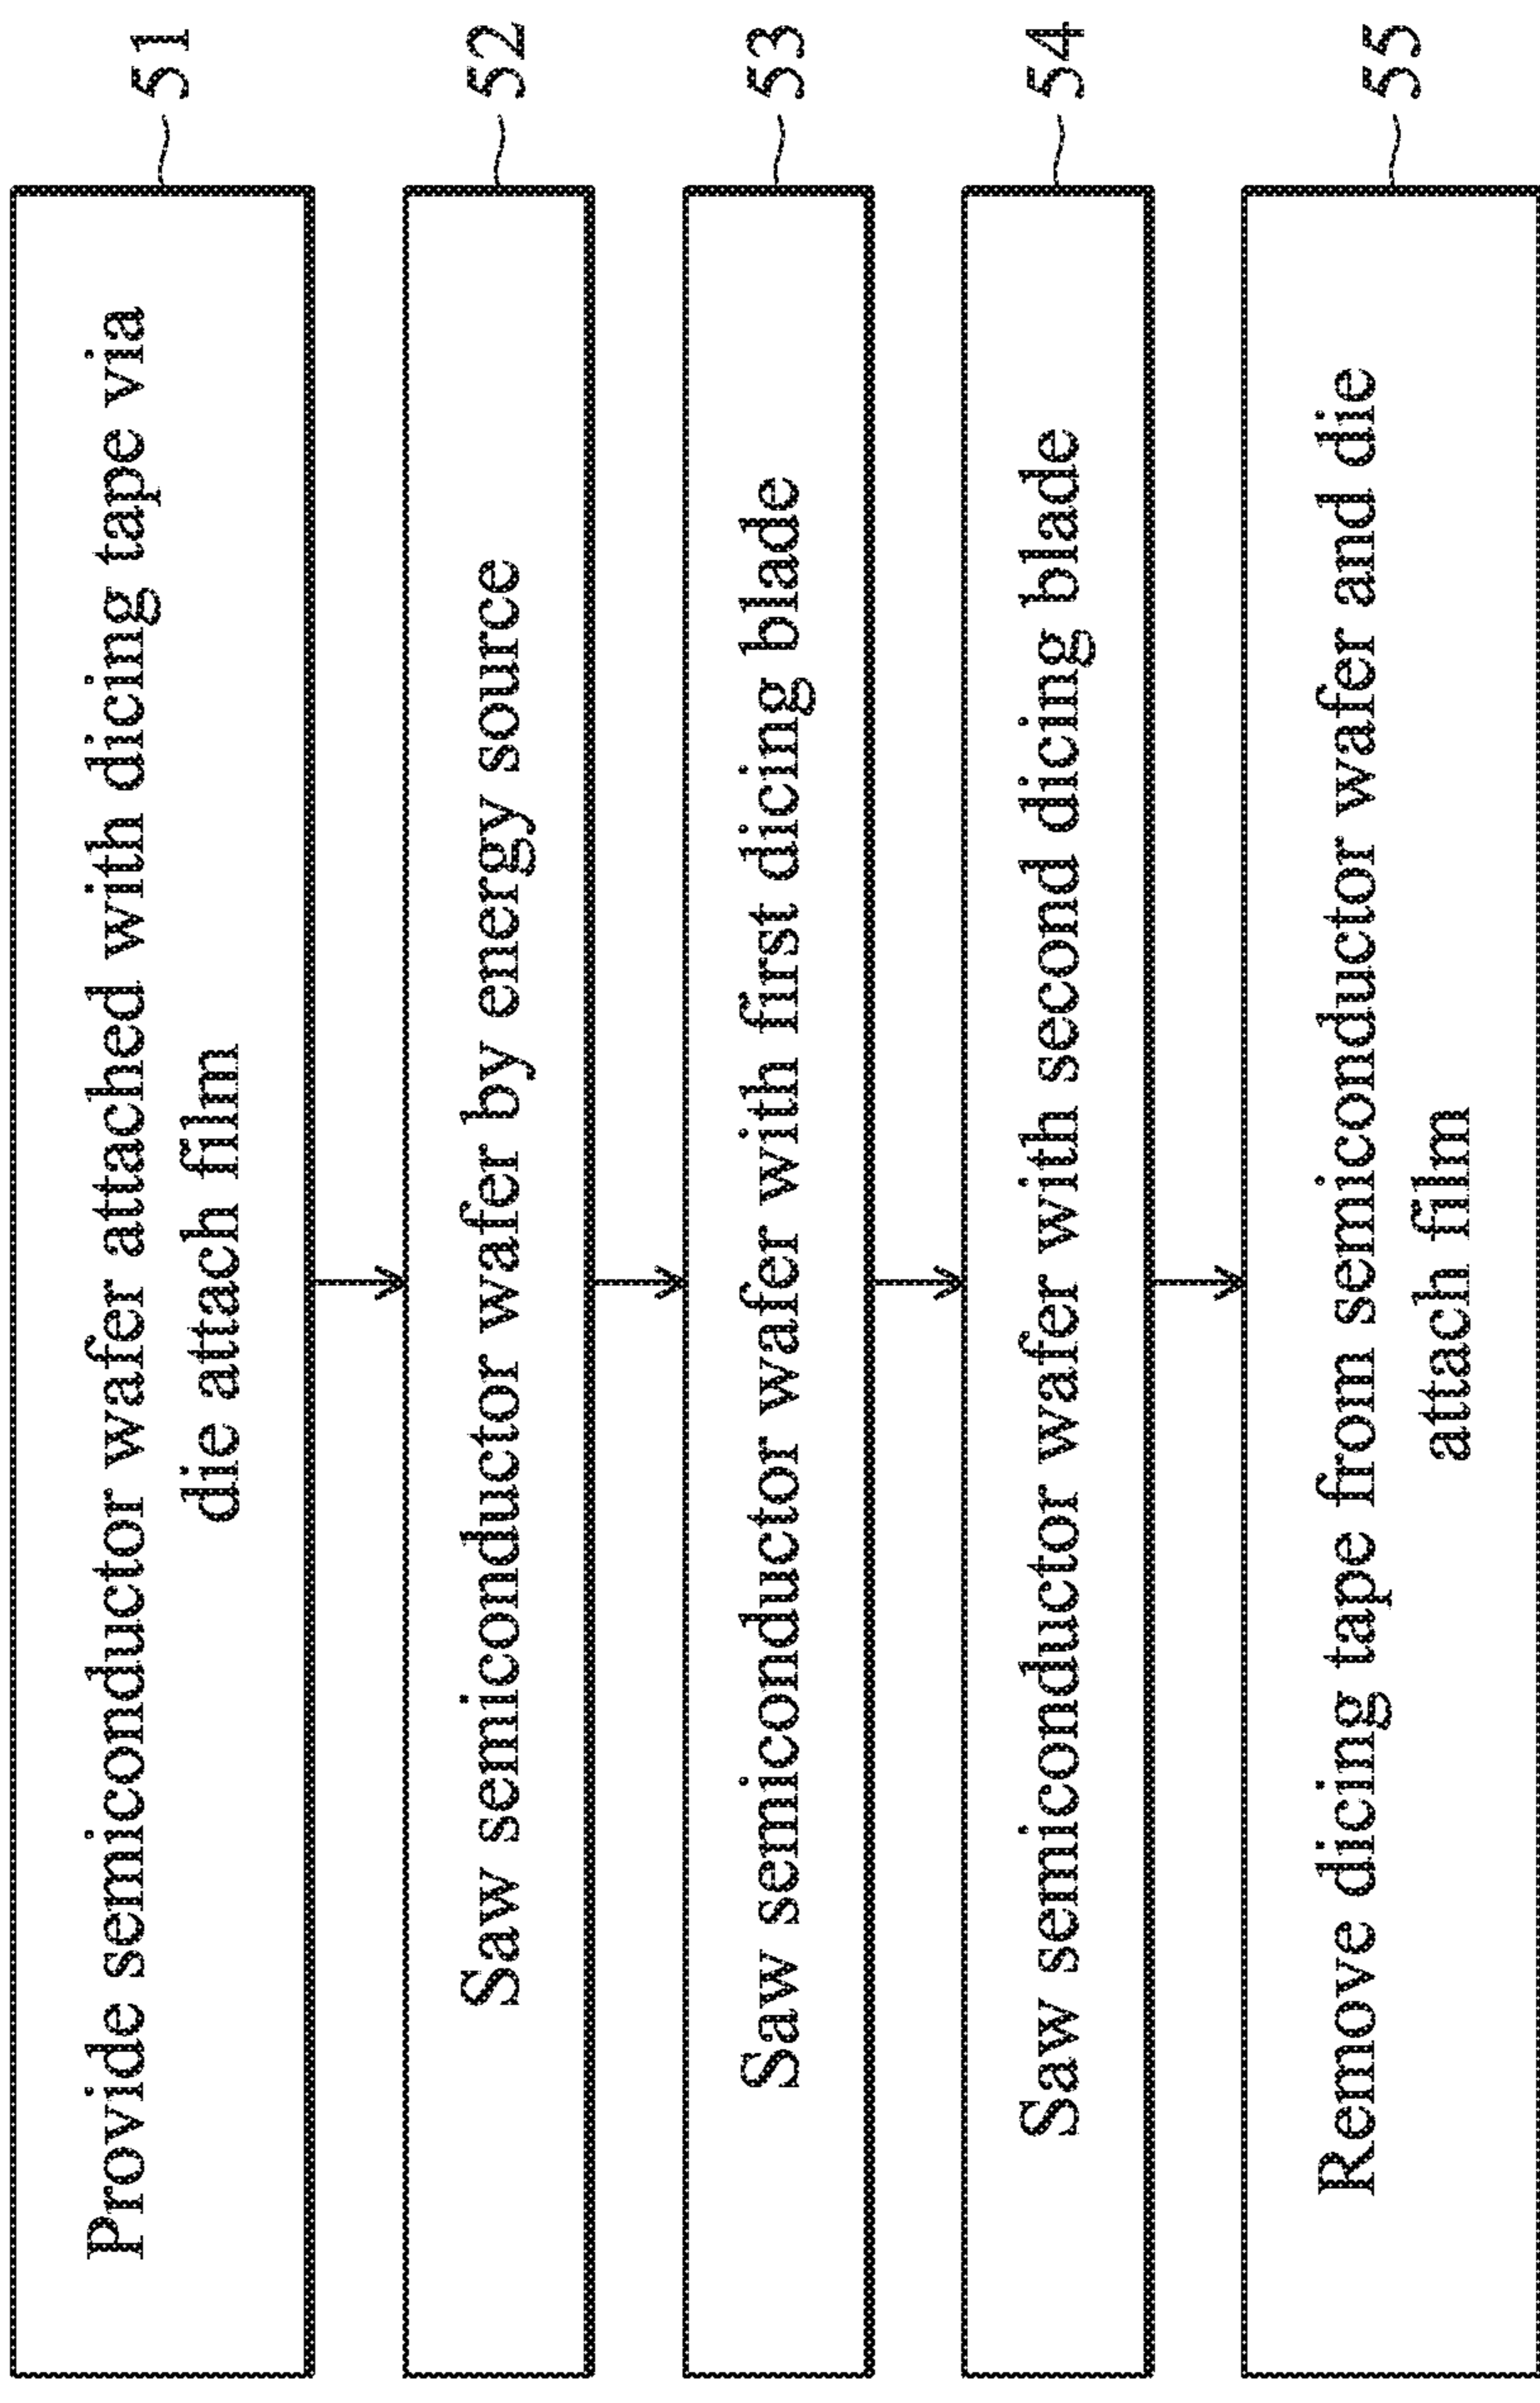 Provide semiconductor wafer attached with dicing tape via
die attach film
51
Saw semiconductor wafer by energy source
52
Saw semiconductor wafer with first dicing blade
53
Saw semiconductor wafer with second dicing blade
54
Remove dicing tape from semiconductor wafer and die
attach film
55